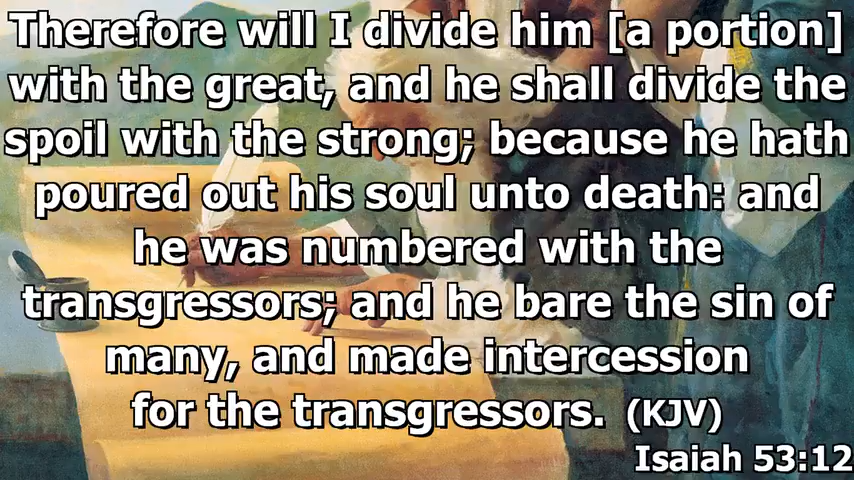 Therefore will I divide him [a portion]
with the great, and he shall divide the
spoil with the strong; because he hath
poured out his soul unto death: and
he was numbered with the
transgressors; and he bare the sin of
many, and made intercession
for the transgressors. (KJV)
Isaiah 53:12